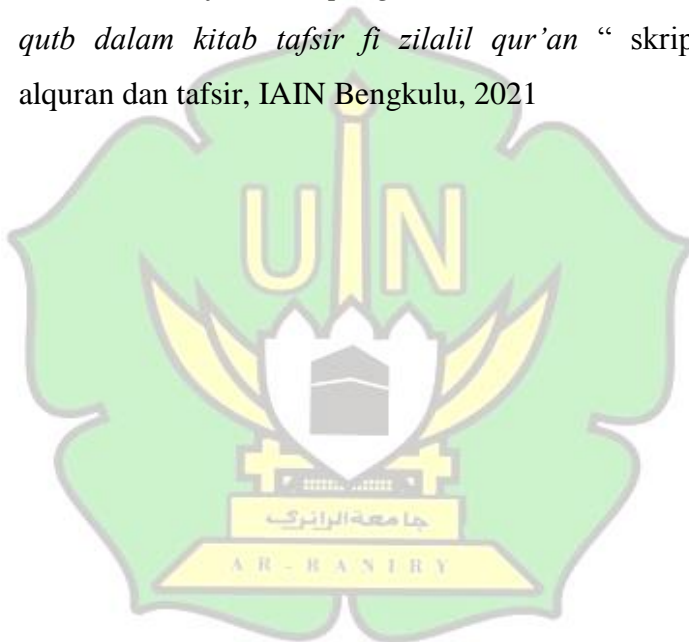 qutb dalam kitab tafsir fi zilalil qur’an “ skrip
alquran dan tafsir, IAIN Bengkulu, 2021
UIN
جامعة الرانري
AR-RANIRY